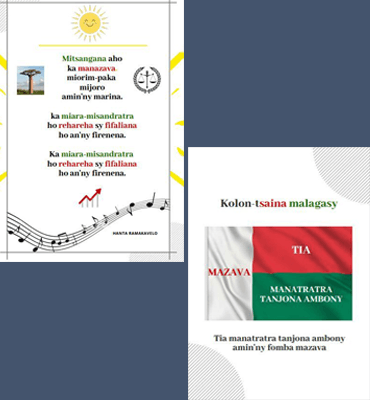 Mitsangana aho
ka manazava
miorim-paka
mijoro
amin'ny marina.
ka miara-misandratra
ho rehareha sy fifaliana
ho an'ny firenena.
Ka miara-misandratra
ho rehareha sy fifaliana
ho an'ny firenena.
HANTA RAMAKAVELO
Kolon-tsaina malagasy
MAZAVA
TIA
MANATRATRA
TANJONA AMBONY
Tia manatratra tanjona ambony
amin'ny fomba mazava